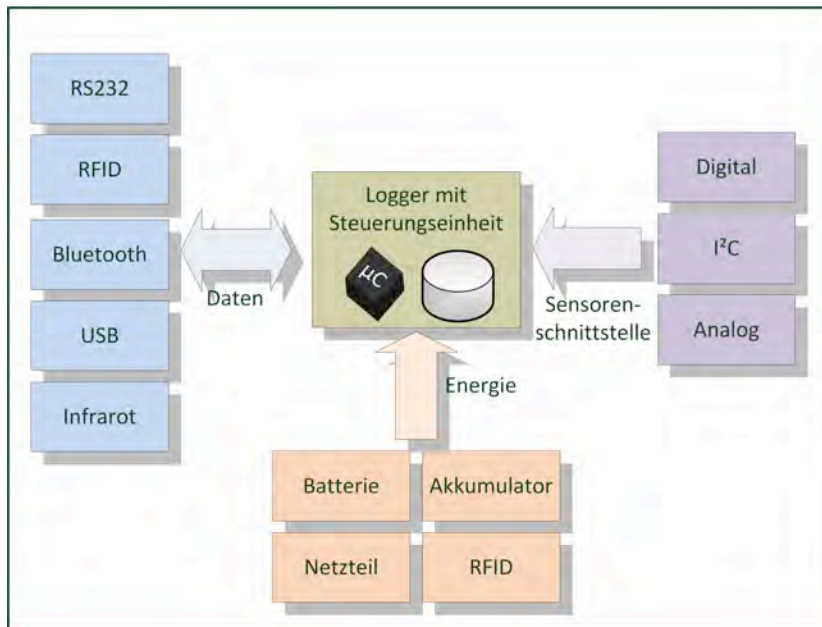 RS232
RFID
Bluetooth
USB
Infrarot
Daten
Logger mit
Steuerungseinheit
µC
Energie
Sensoren-
schnittstelle
Digital
I²C
Analog
Batterie
Akkumulator
Netzteil
RFID